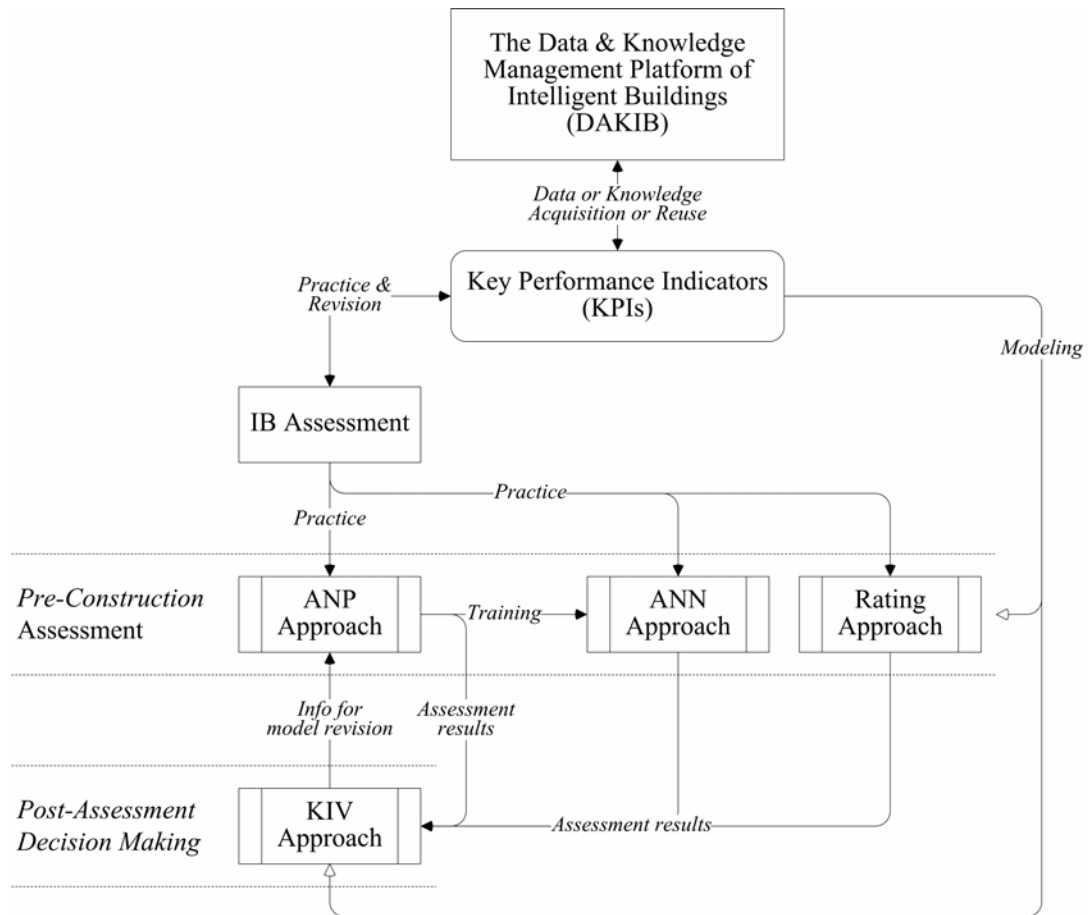 The Data & Knowledge
Management Platform of
Intelligent Buildings
(DAKIB)
Data or Knowledge
Acquisition or Reuse
Practice &
Revision
Key Performance Indicators
(KPIs)
Modeling
IB Assessment
Practice
Practice
Pre-Construction
Assessment
ANP
Approach
Training
ANN
Approach
Rating
Approach
Info for
model revision
Assessment
results
Post-Assessment
Decision Making
KIV
Approach
Assessment results